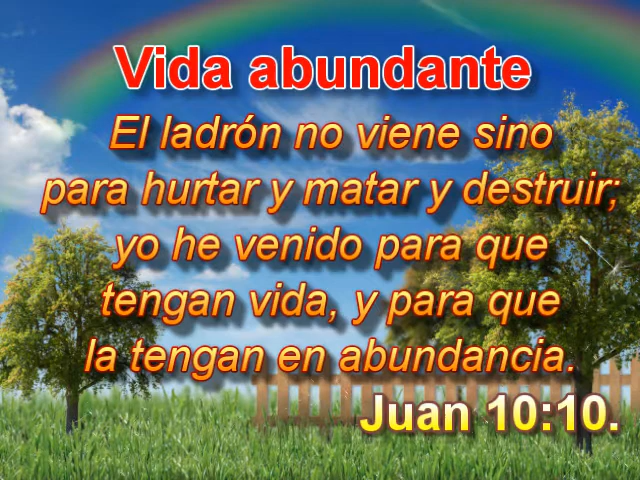 Vida abundante
El ladrón no viene sino
para hurtar y matar y destruir;
yo he venido para que
tengan vida, y para que
la tengan en abundancia.
Juan 10:10.